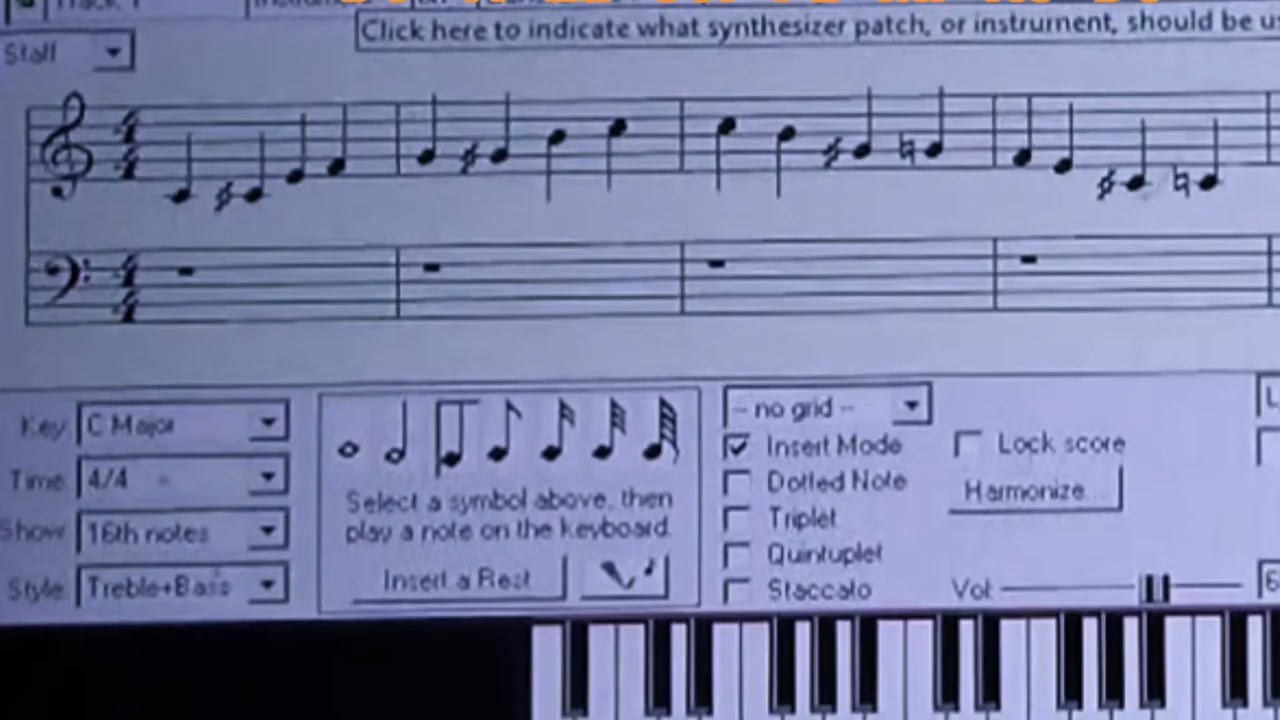 Track 1
Click here to indicate what synthesizer patch, or instrument, should be
Staff
Key C Major
Time 4/4
Show 16th notes
Style Treble+Bass
Select a symbol above, then
play a note on the keyboard.
Insert a Rest
-- no grid --
Insert Mode
Dotted Note
Triplet
Quintuplet
Staccato
Lock score
Harmonize...
Vol